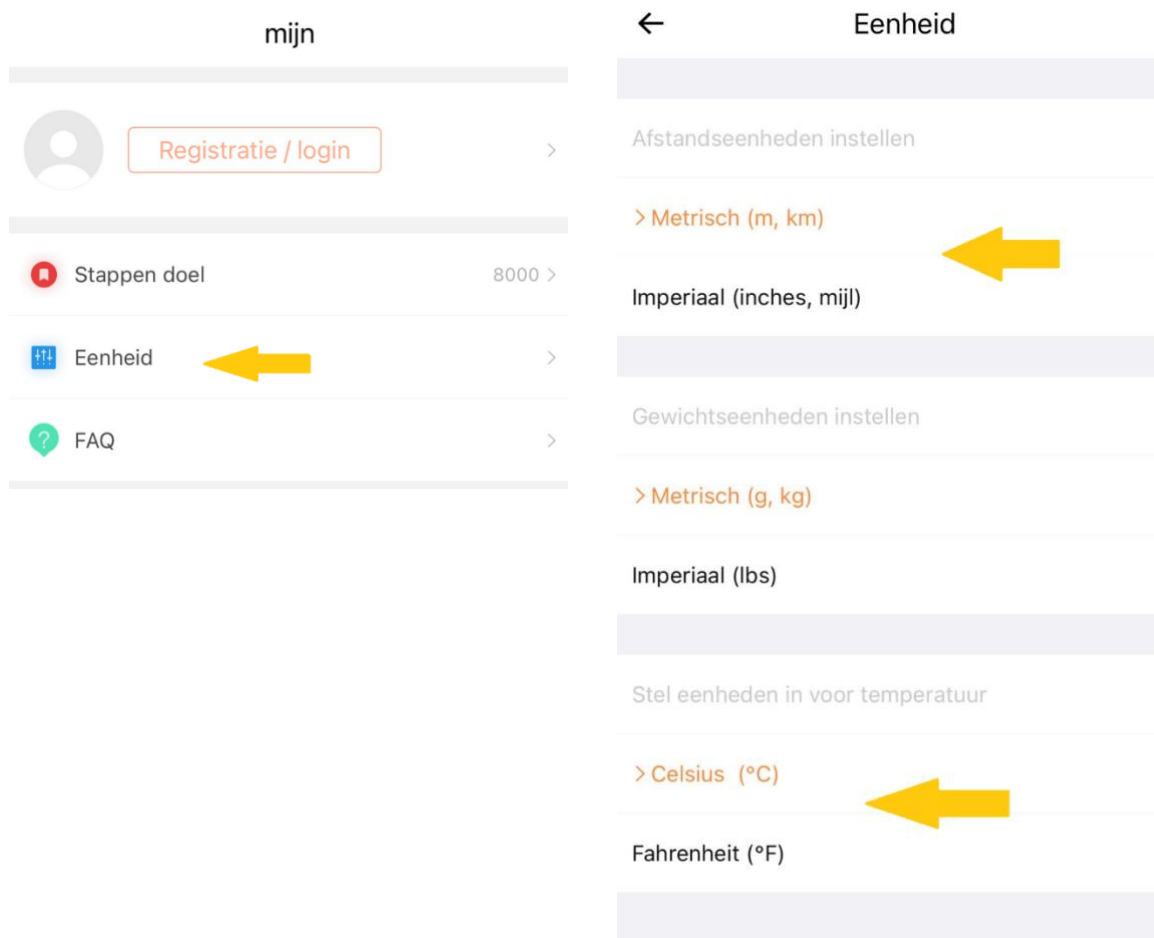 mijn
Registratie / login
Stappen doel 8000
Eenheid
FAQ
Eenheid
Afstandseenheden instellen
Metrisch (m, km)
Imperiaal (inches, mijl)
Gewichtseenheden instellen
Metrisch (g, kg)
Imperiaal (lbs)
Stel eenheden in voor temperatuur
Celsius (°C)
Fahrenheit (°F)